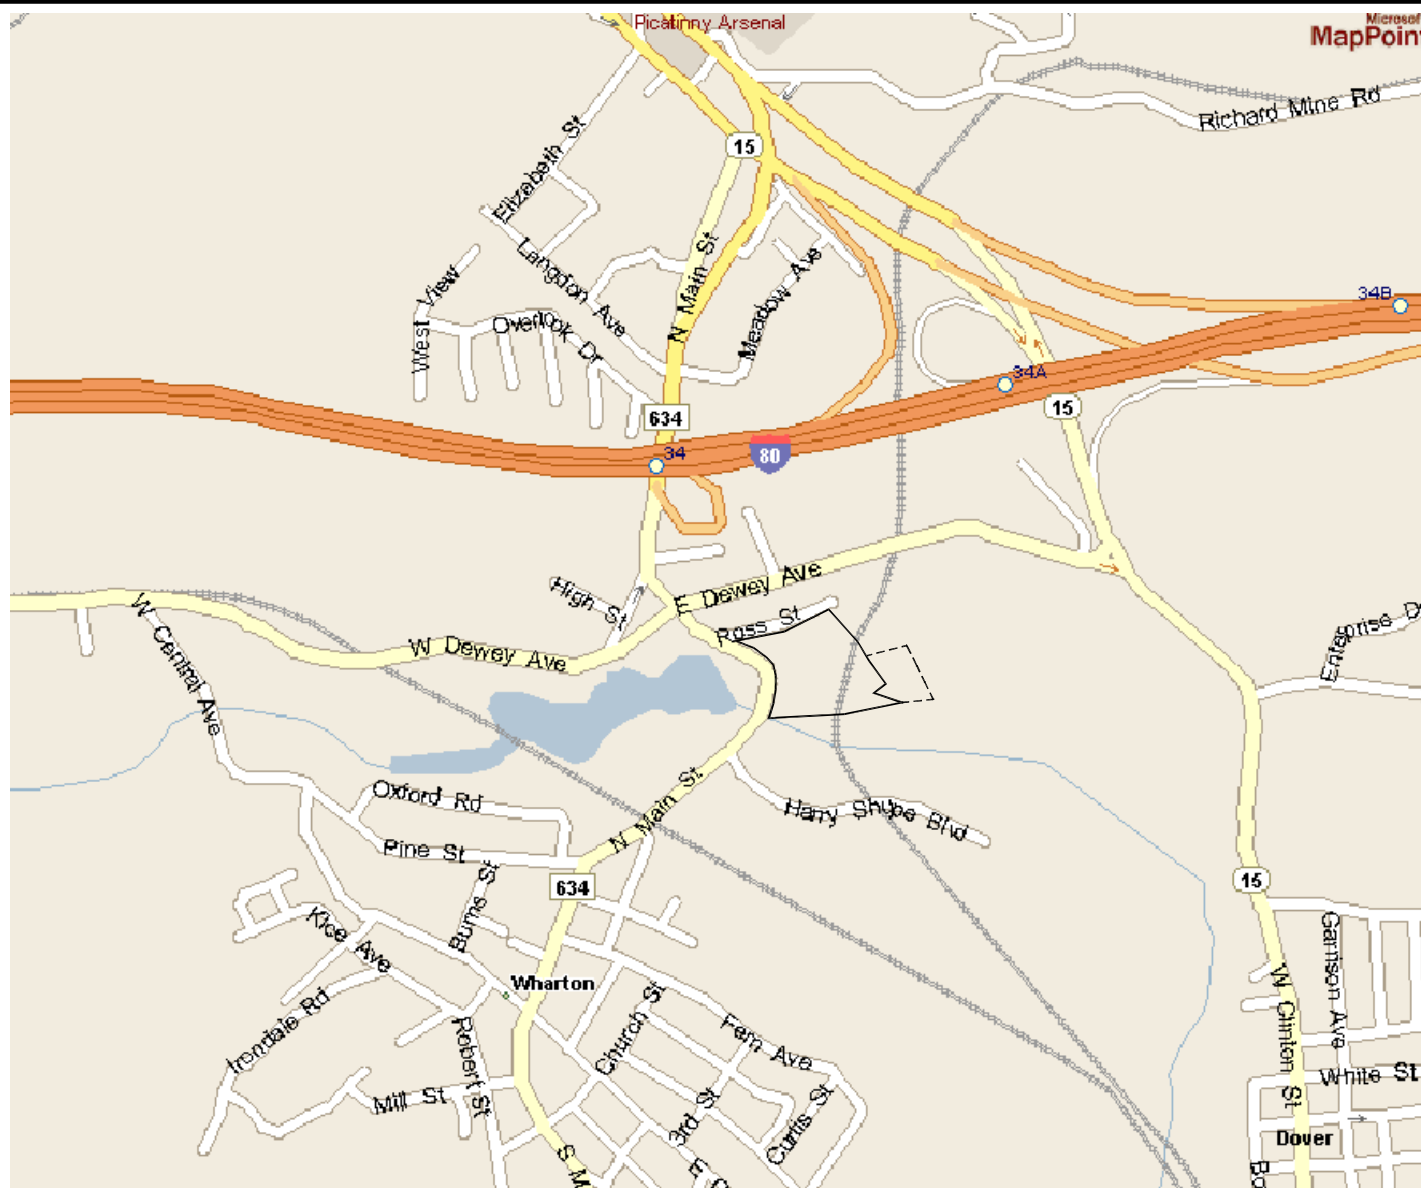 Picatinny Arsenal
Microsof
MapPoin
Richard Mine Rd
15
Elizabeth St
Langdon Ave
N Main St
Meadow Ave
West View
Overlook Dr
34B
34A
15
634
34
80
High St
E Dewey Ave
Ross St
W Dewey Ave
W Central Ave
Enterprise D
Oxford Rd
N Main St
Harry Shupe Blvd
Pine St
634
Burns St
15
Kice Ave
Garrison Ave
Wharton
W Clinton St
Irondale Rd
Church St
Fern Ave
Robert St
White St
Mill St
3rd St
Curtis St
Dover
S M
E C
Bo